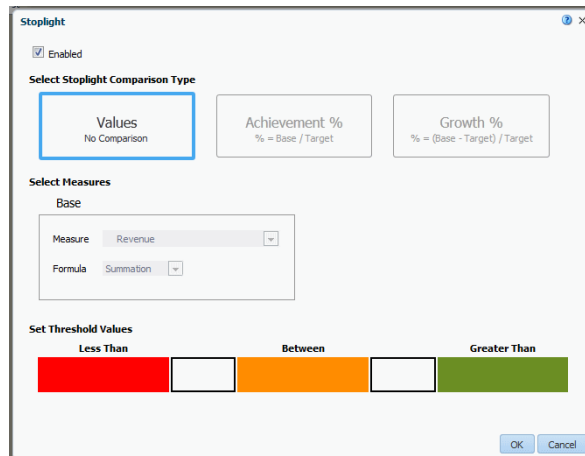 Stoplight
Enabled
Select Stoplight Comparison Type
Values
No Comparison
Achievement %
% = Base / Target
Growth %
% = (Base - Target) / Target
Select Measures
Base
Measure Revenue
Formula Summation
Set Threshold Values
Less Than Between Greater Than
OK Cancel